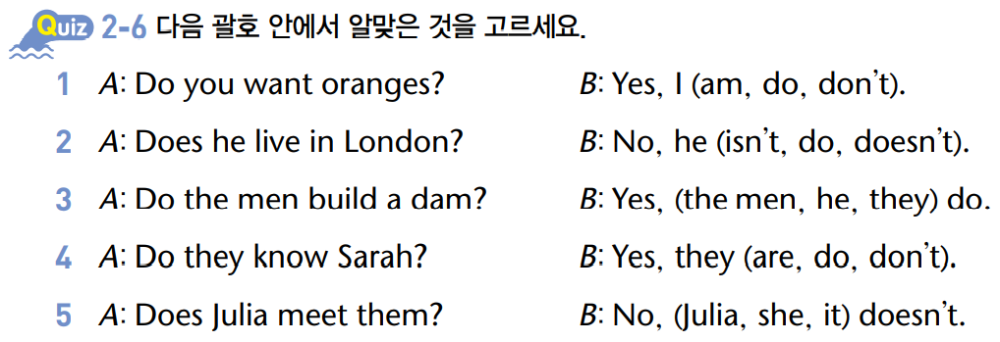 Quiz 2-6 다음 괄호 안에서 알맞은 것을 고르세요.
1 A: Do you want oranges? B: Yes, I (am, do, don't).
2 A: Does he live in London? B: No, he (isn't, do, doesn't).
3 A: Do the men build a dam? B: Yes, (the men, he, they) do.
4 A: Do they know Sarah? B: Yes, they (are, do, don't).
5 A: Does Julia meet them? B: No, (Julia, she, it) doesn't.